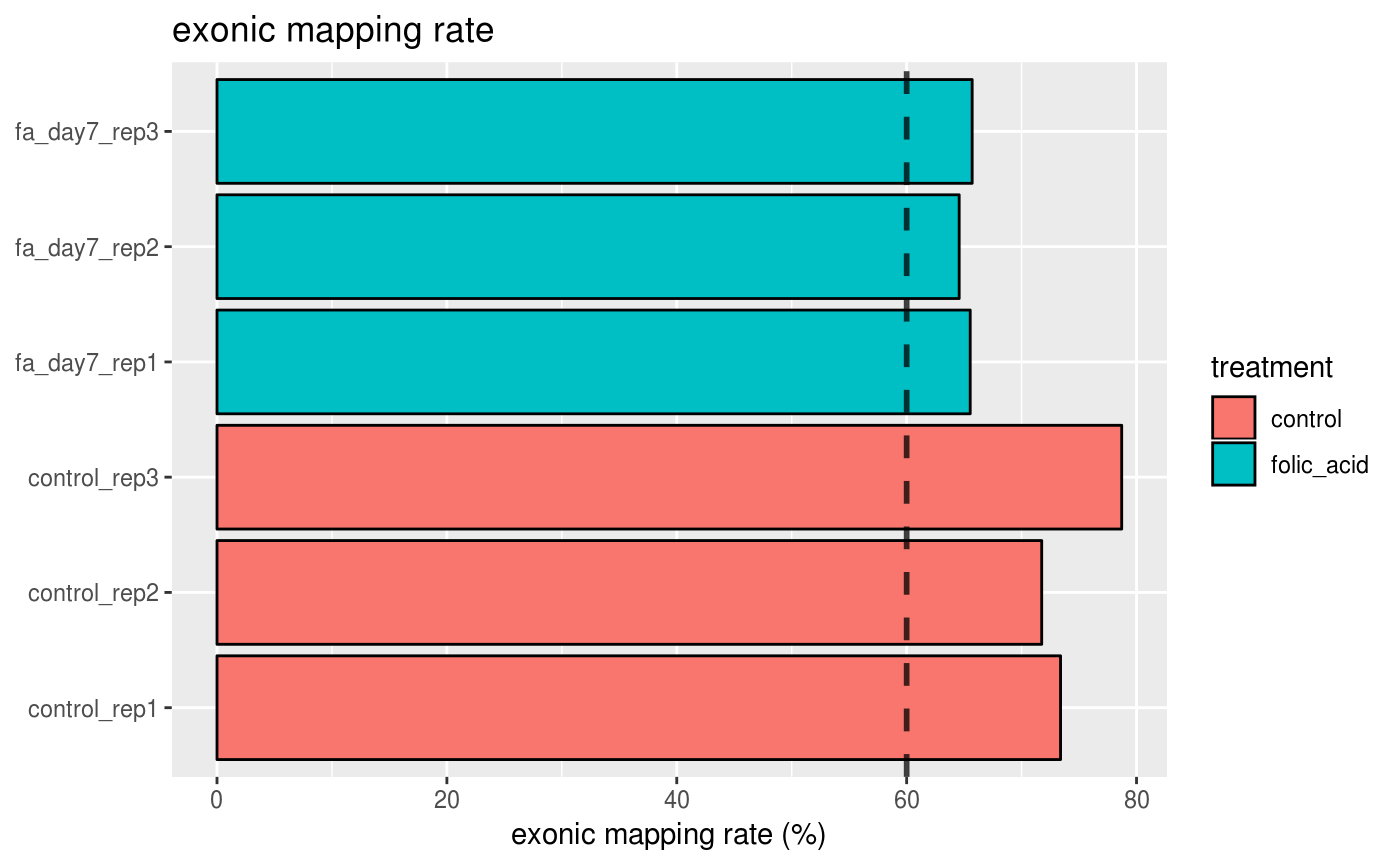 exonic mapping rate
fa_day7_rep3
fa_day7_rep2
fa_day7_rep1
control_rep3
control_rep2
control_rep1
0 20 40 60 80
exonic mapping rate (%)
treatment
control
folic_acid